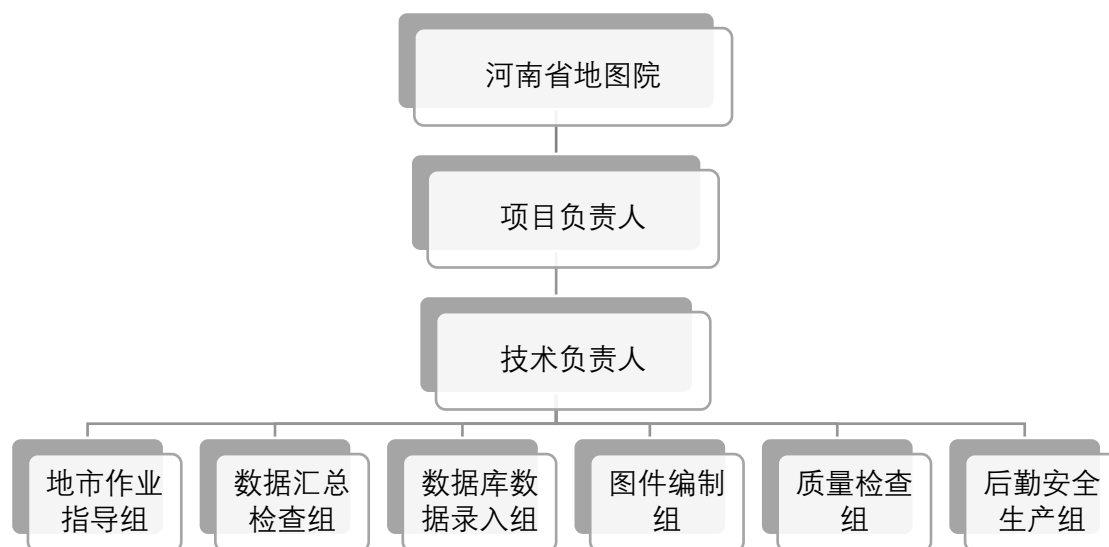 河南省地图院
项目负责人
技术负责人
地市作业
指导组
数据汇总
检查组
数据库数
据录入组
图件编制
组
质量检查
组
后勤安全
生产组